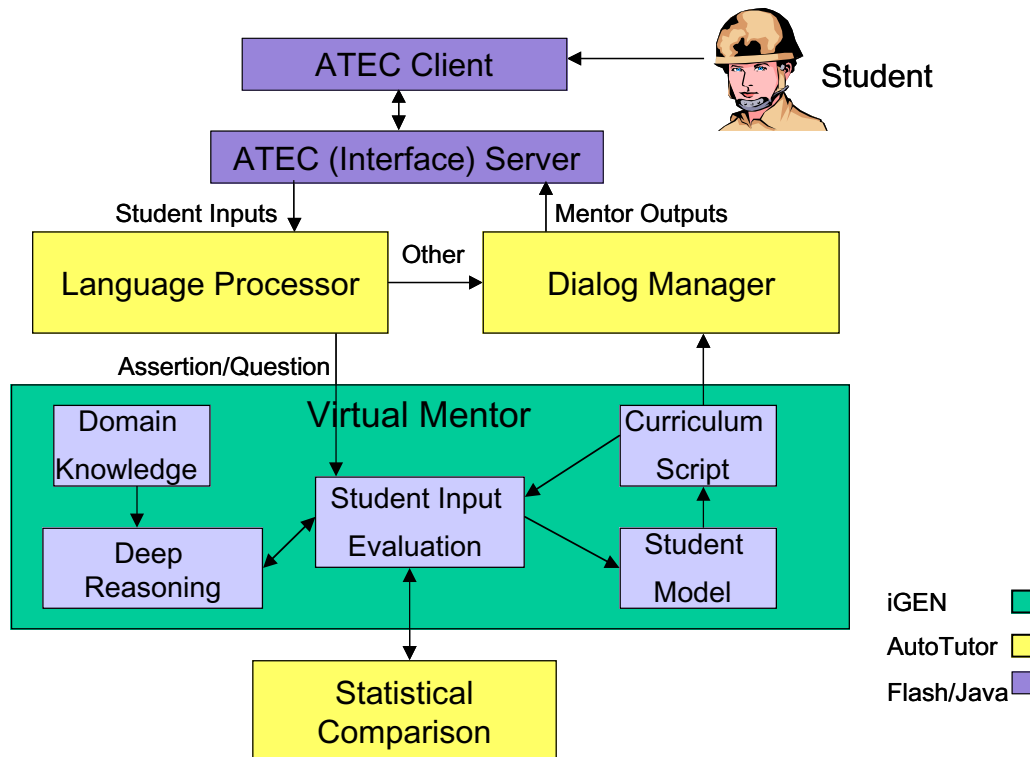 ATEC Client
Student
ATEC (Interface) Server
Student Inputs
Mentor Outputs
Language Processor
Other
Dialog Manager
Assertion/Question
Virtual Mentor
Domain
Knowledge
Curriculum
Script
Student Input
Evaluation
Deep
Reasoning
Student
Model
iGEN
AutoTutor
Flash/Java
Statistical
Comparison